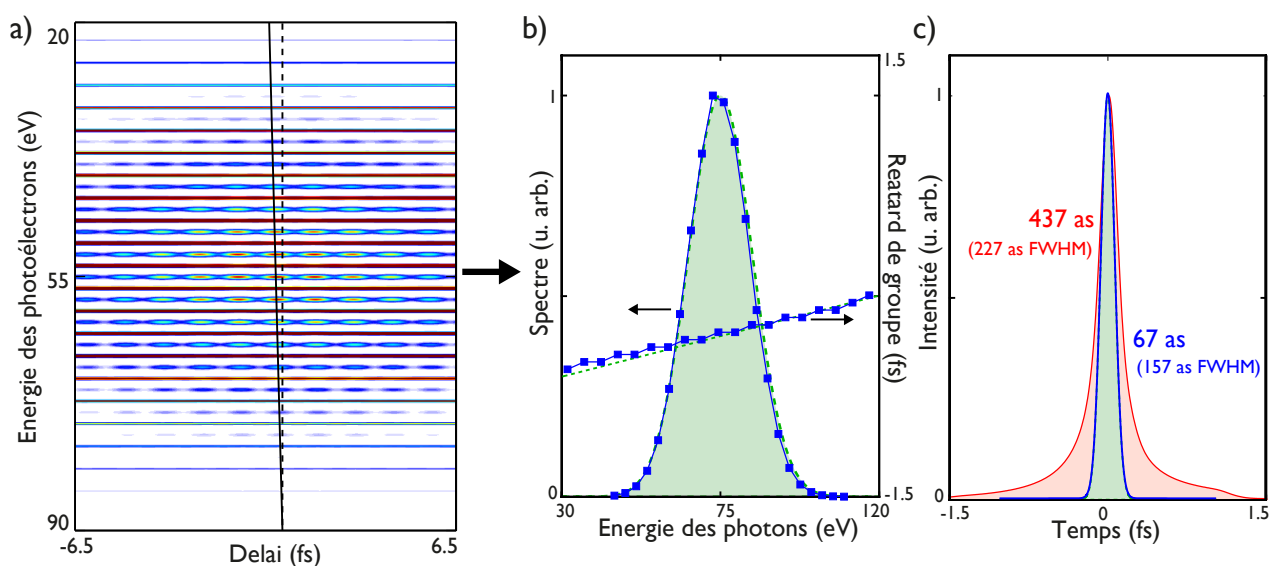 a)
20
55
90
Energie des photoélectrons (eV)
-6.5
6.5
Delai (fs)
b)
1
0
Spectre (u. arb.)
30
75
120
Energie des photons (eV)
1.5
-1.5
Reatard de groupe (fs)
c)
1
0
Intensité (u. arb.)
437 as
(227 as FWHM)
67 as
(157 as FWHM)
-1.5
0
1.5
Temps (fs)